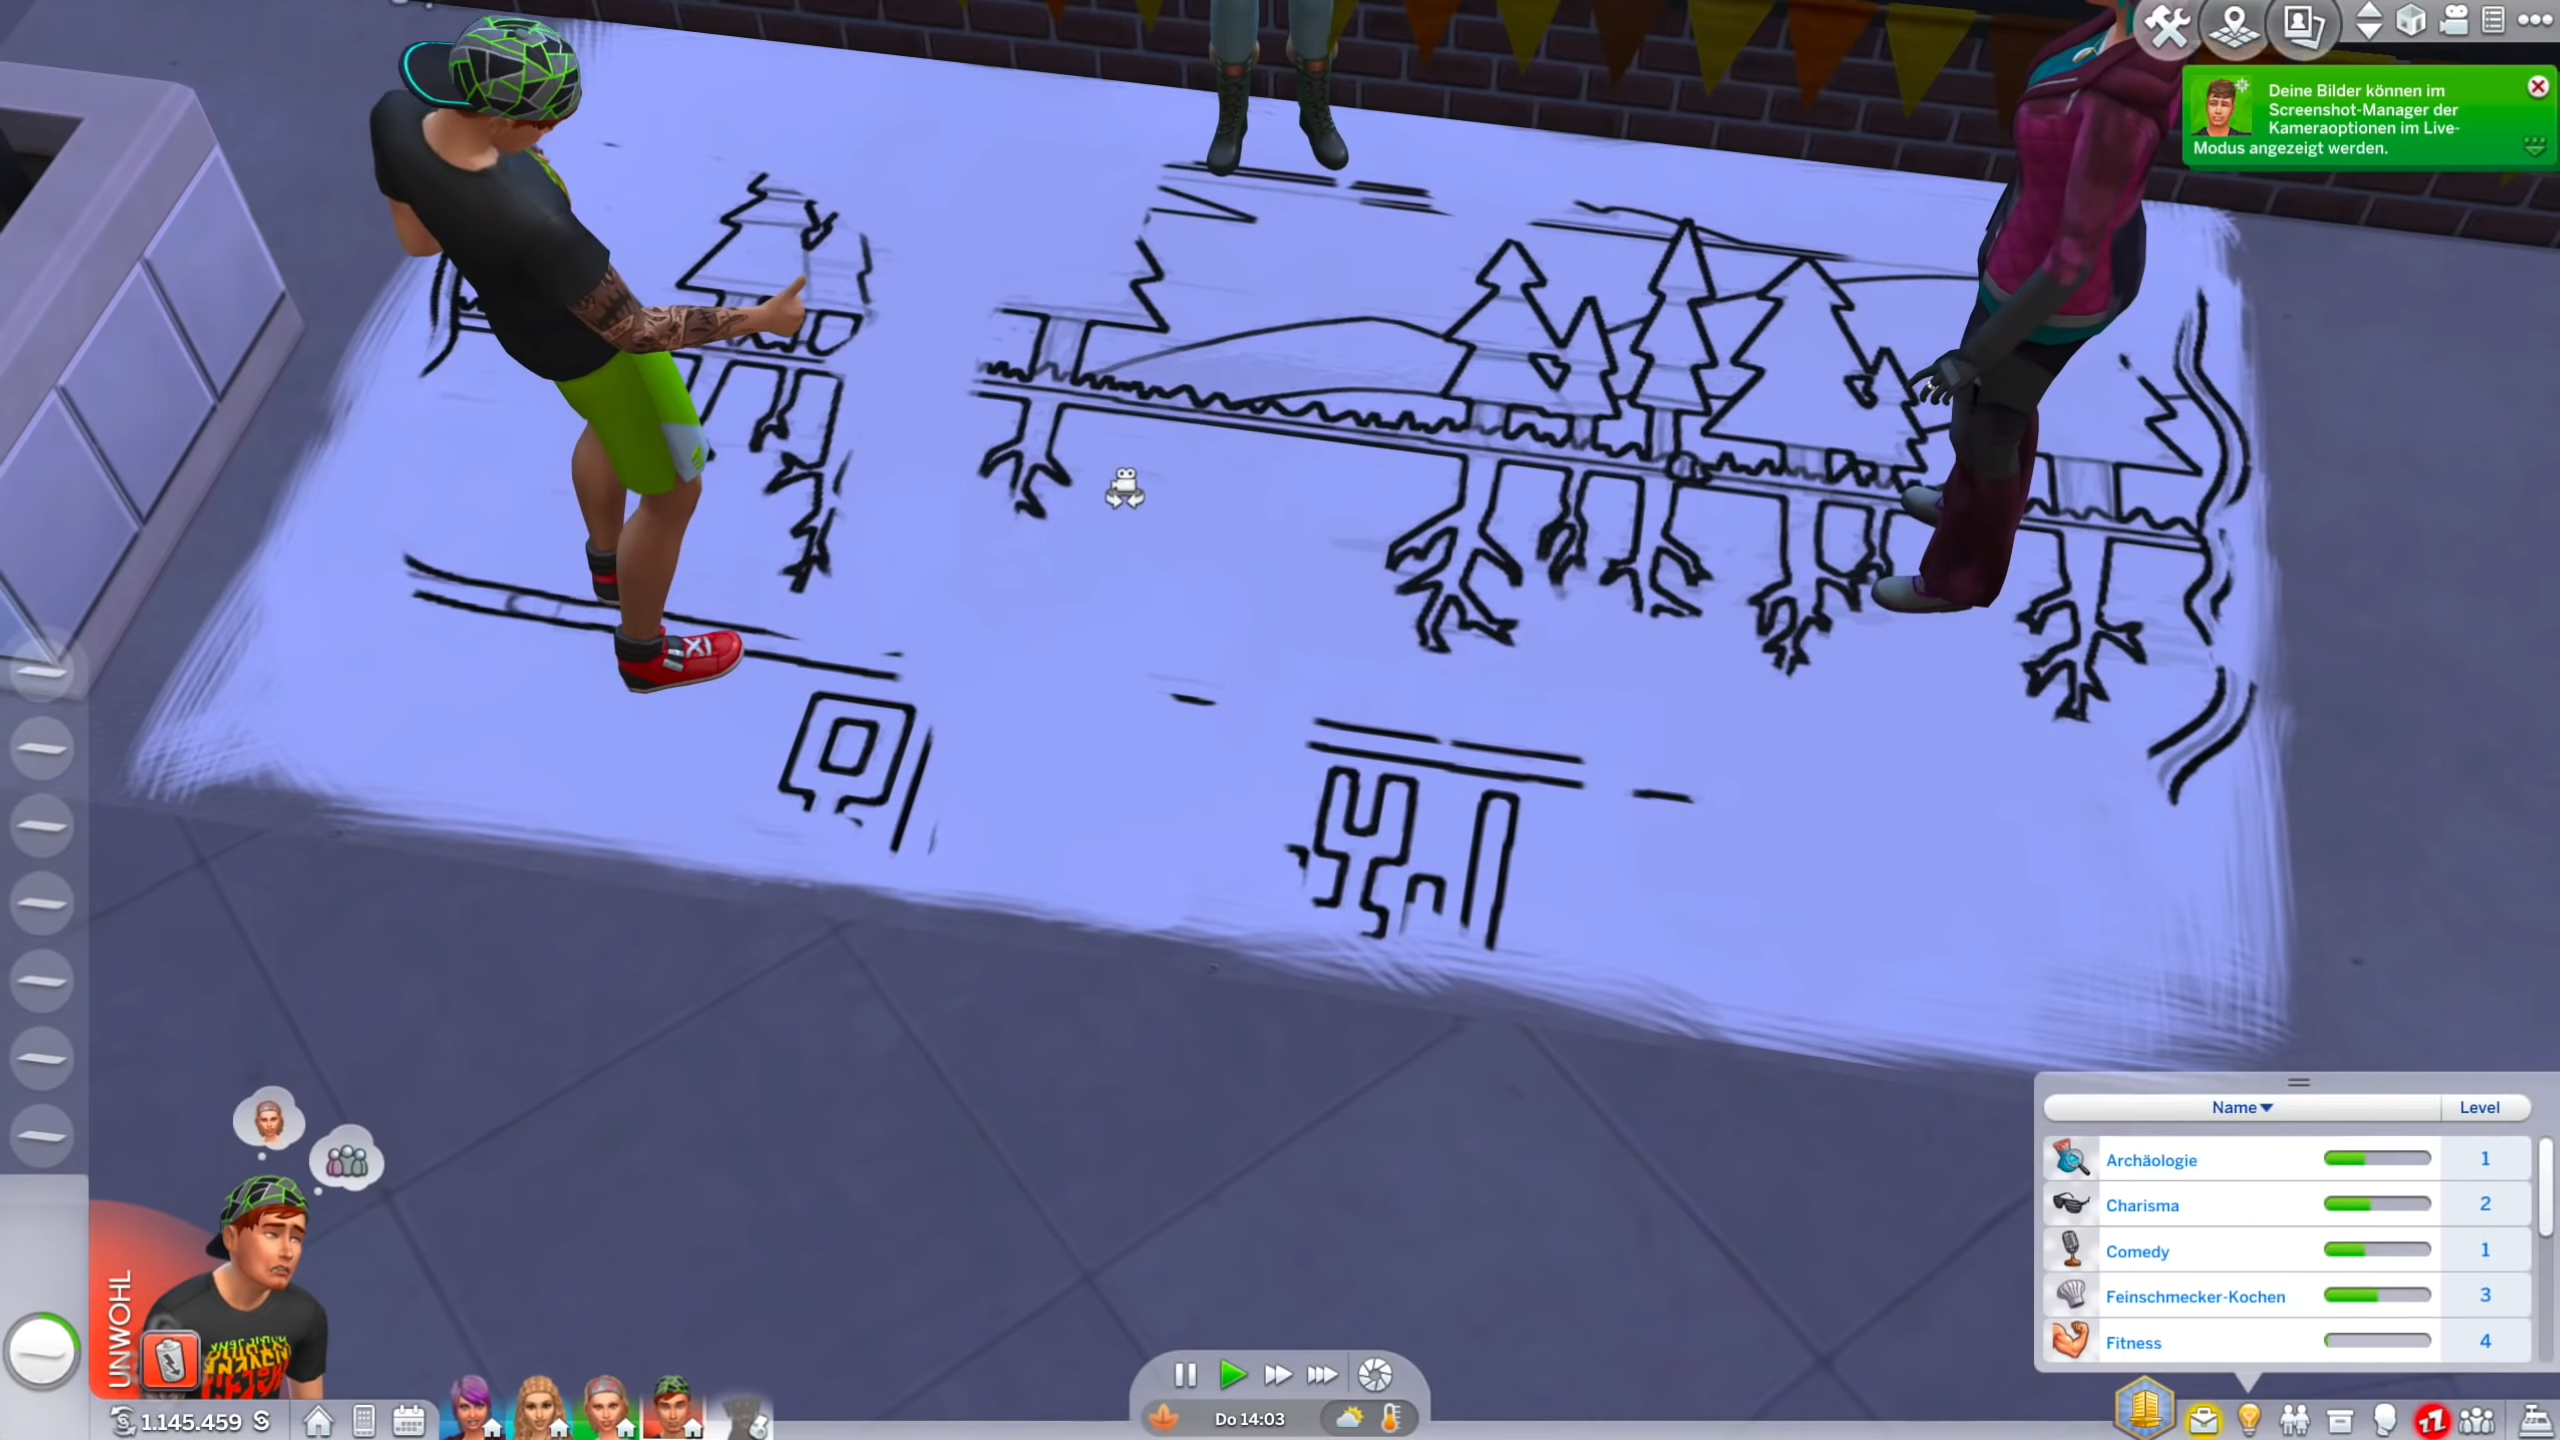 Deine Bilder können im
Screenshot-Manager der
Kameraoptionen im Live-
Modus angezeigt werden.
Name Level
Archäologie 1
Charisma 2
Comedy 1
Feinschmecker-Kochen 3
Fitness 4
UNWOHL
1.145.459
Do 14:03